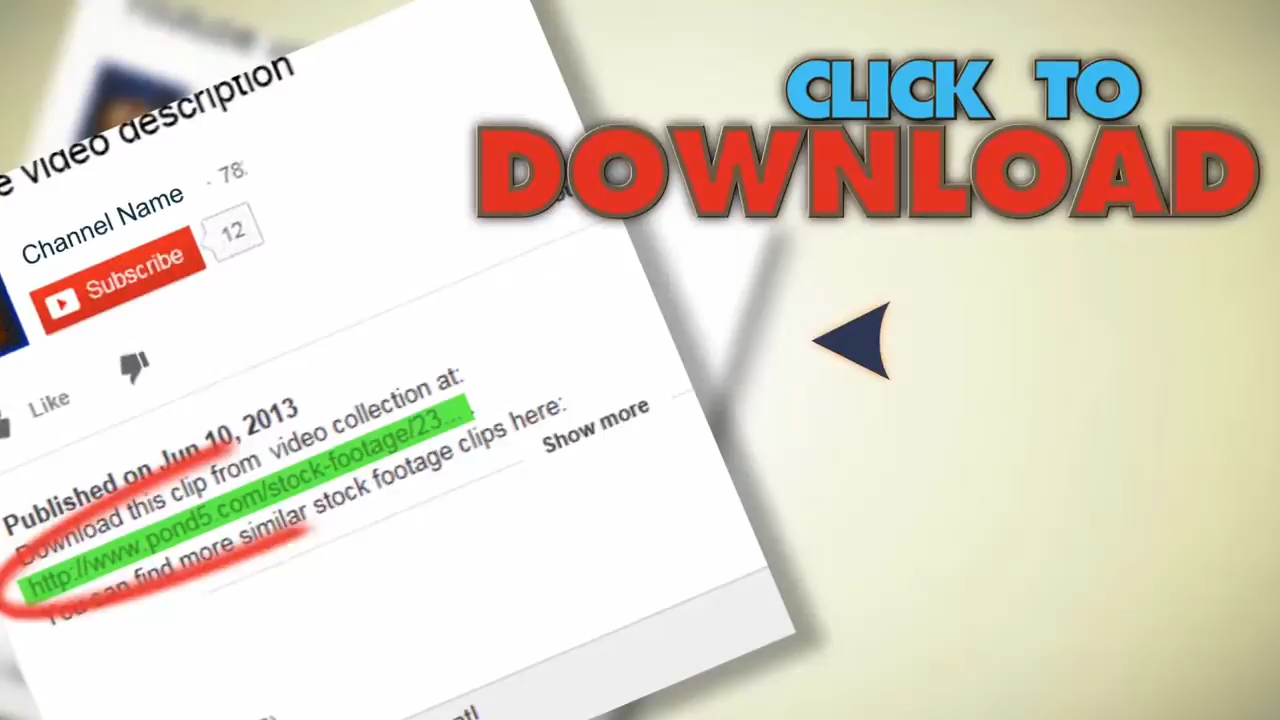 CLICK TO
DOWNLOAD
e video description
Channel Name
Subscribe
12
Like
Published on Jun 10, 2013
Download this clip from video collection at:
http://www.pond5.com/stock-footage/23...
You can find more similar stock footage clips here:
Show more